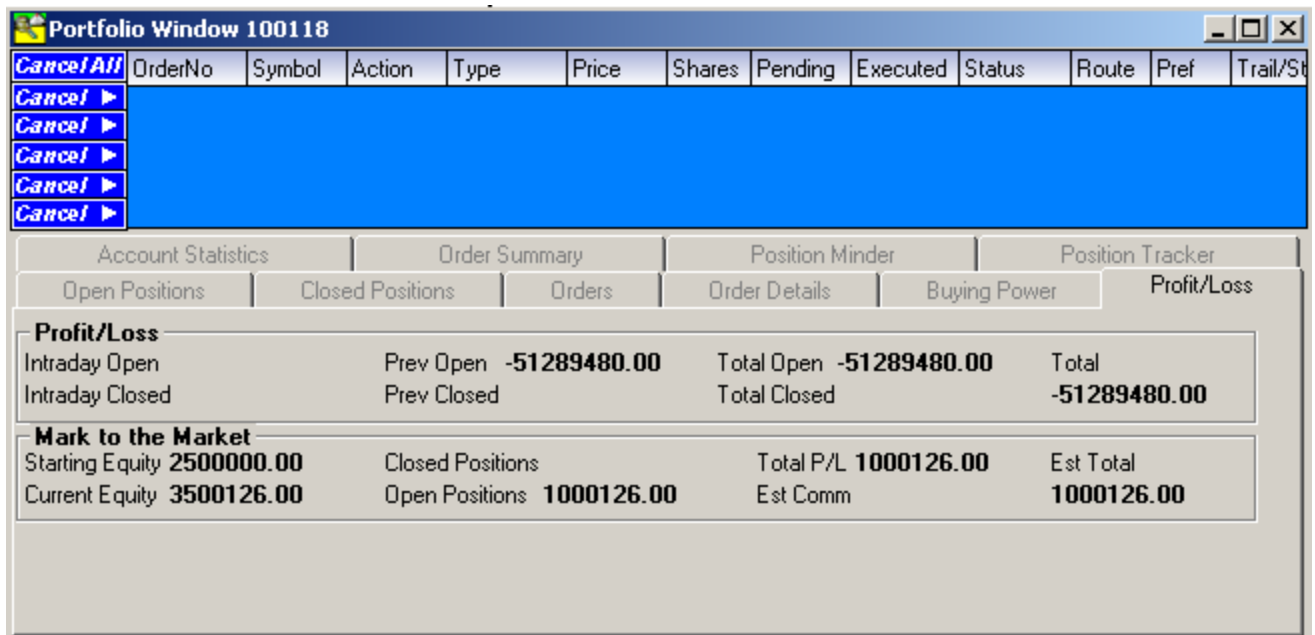 Portfolio Window 100118
Cancel All OrderNo Symbol Action Type Price Shares Pending Executed Status Route Pref Trail/St
Cancel ▶
Cancel ▶
Cancel ▶
Cancel ▶
Cancel ▶
Account Statistics Order Summary Position Minder Position Tracker
Open Positions Closed Positions Orders Order Details Buying Power Profit/Loss
Profit/Loss
Intraday Open Prev Open -51289480.00 Total Open -51289480.00 Total
Intraday Closed Prev Closed Total Closed -51289480.00
Mark to the Market
Starting Equity 2500000.00 Closed Positions Total P/L 1000126.00 Est Total
Current Equity 3500126.00 Open Positions 1000126.00 Est Comm 1000126.00